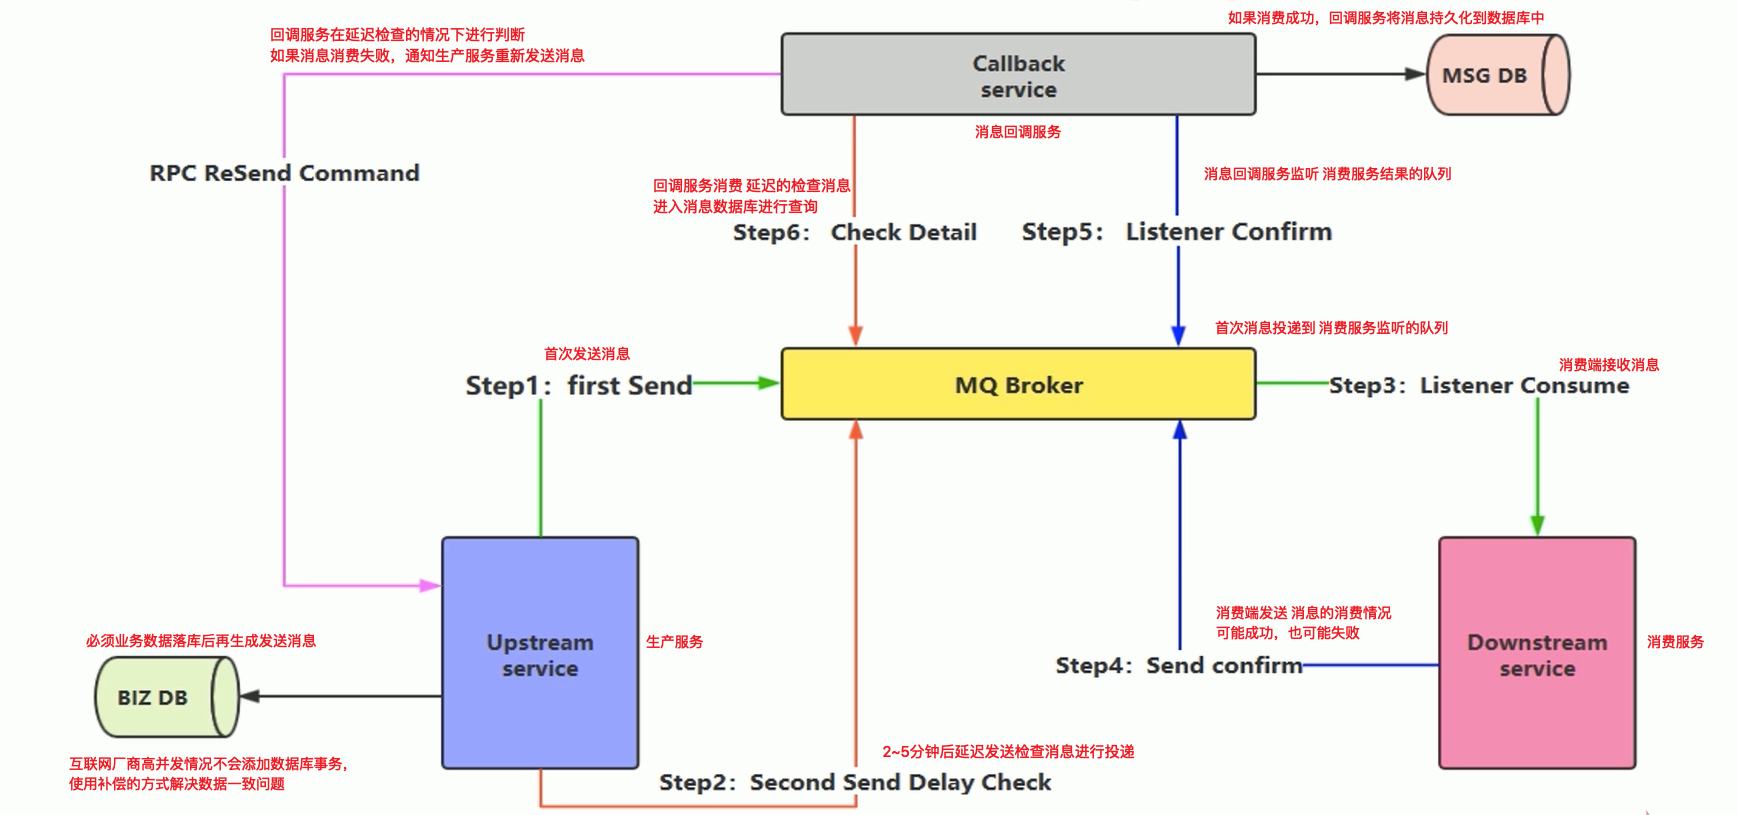 如果消费成功，回调服务将消息持久化到数据库中
回调服务在延迟检查的情况下进行判断
如果消息消费失败，通知生产服务重新发送消息
Callback
service
MSG DB
消息回调服务
RPC ReSend Command
消息回调服务监听 消费服务结果的队列
回调服务消费 延迟的检查消息
进入消息数据库进行查询
Step6： Check Detail
Step5： Listener Confirm
首次消息投递到 消费服务监听的队列
首次发送消息
消费端接收消息
Step1：first Send
MQ Broker
Step3：Listener Consume
消费端发送 消息的消费情况
可能成功，也可能失败
必须业务数据落库后再生成发送消息
Upstream
service
生产服务
Step4：Send confirm
Downstream
service
消费服务
BIZ DB
2~5分钟后延迟发送检查消息进行投递
互联网厂商高并发情况不会添加数据库事务，
使用补偿的方式解决数据一致问题
Step2：Second Send Delay Check